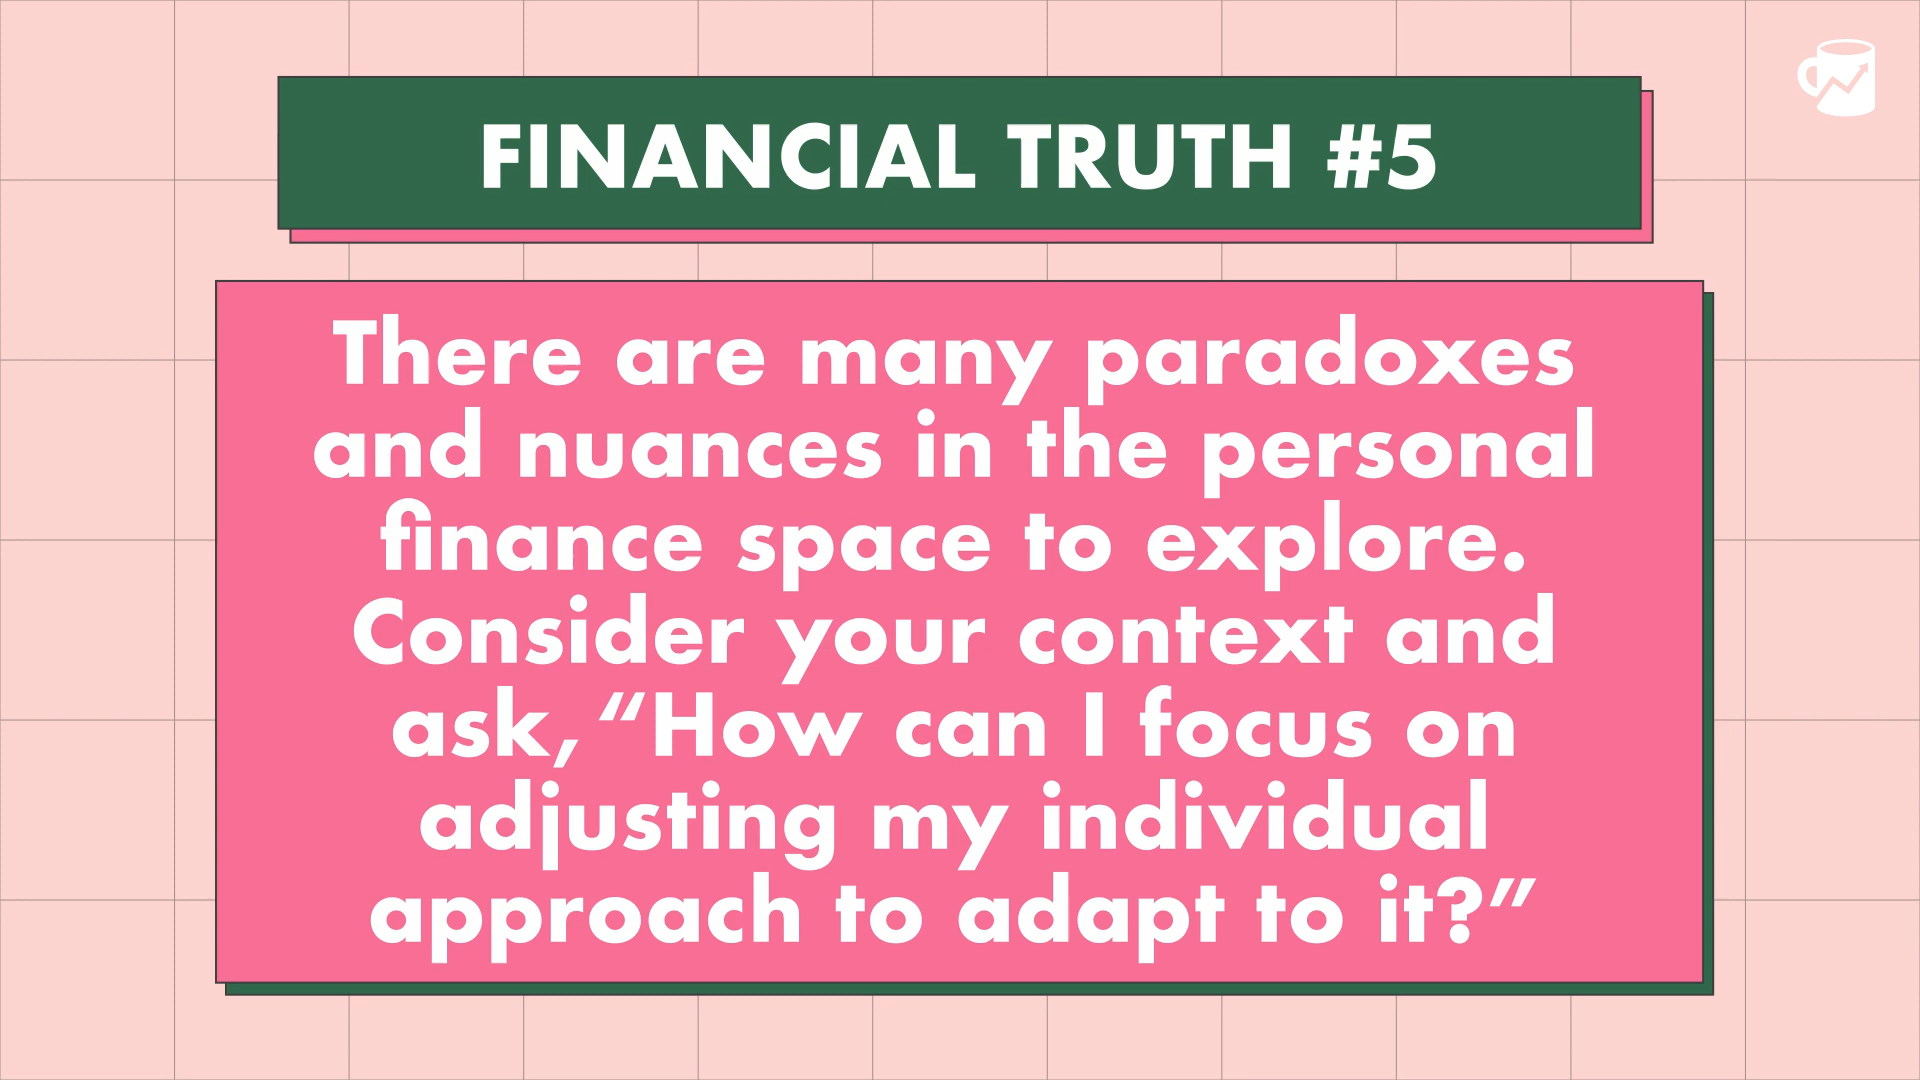 FINANCIAL TRUTH #5
There are many paradoxes
and nuances in the personal
finance space to explore.
Consider your context and
ask, “How can I focus on
adjusting my individual
approach to adapt to it?”